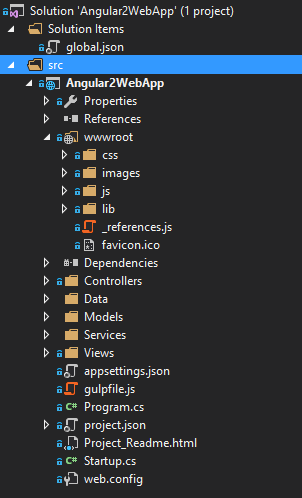 Solution 'Angular2WebApp' (1 project)
Solution Items
global.json
src
Angular2WebApp
Properties
References
wwwroot
css
images
js
lib
_references.js
favicon.ico
Dependencies
Controllers
Data
Models
Services
Views
appsettings.json
gulpfile.js
C# Program.cs
project.json
Project_Readme.html
C# Startup.cs
web.config